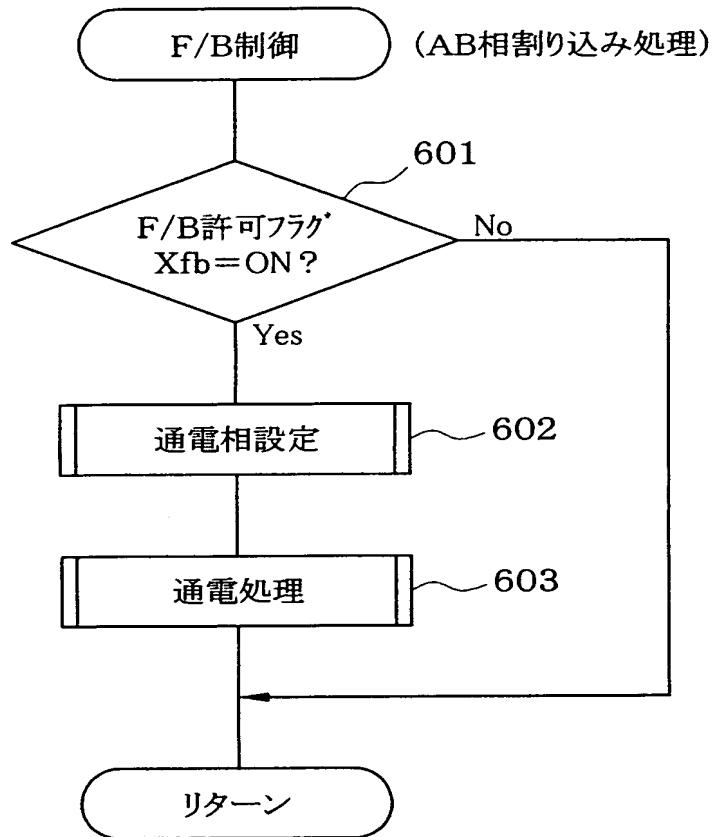 F/B制御 (AB相割り込み処理)
601
F/B許可フラグ
Xfb=ON?
No
Yes
通電相設定
602
通電処理
603
リターン